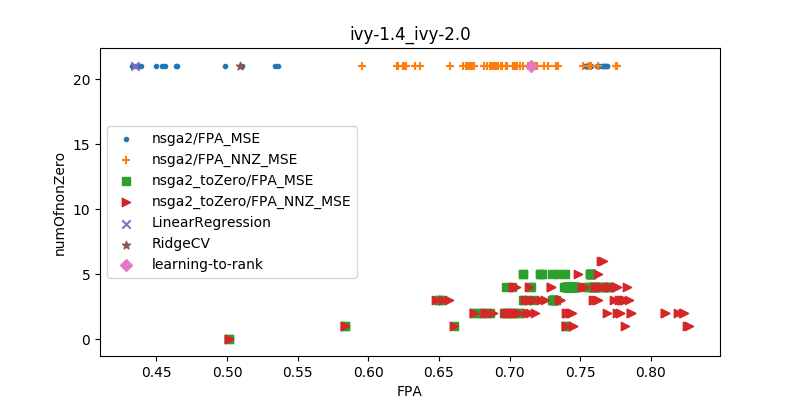 ivy-1.4_ivy-2.0
numOfnonZero
20
15
10
5
0
nsga2/FPA_MSE
nsga2/FPA_NNZ_MSE
nsga2_toZero/FPA_MSE
nsga2_toZero/FPA_NNZ_MSE
LinearRegression
RidgeCV
learning-to-rank
0.45 0.50 0.55 0.60 0.65 0.70 0.75 0.80
FPA